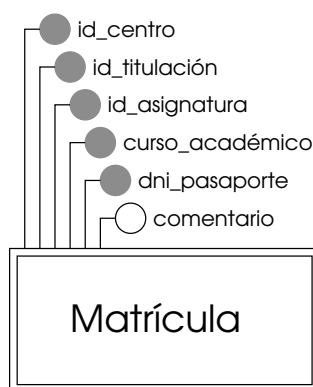 id_centro
id_titulación
id_asignatura
curso_académico
dni_pasaporte
comentario
Matrícula